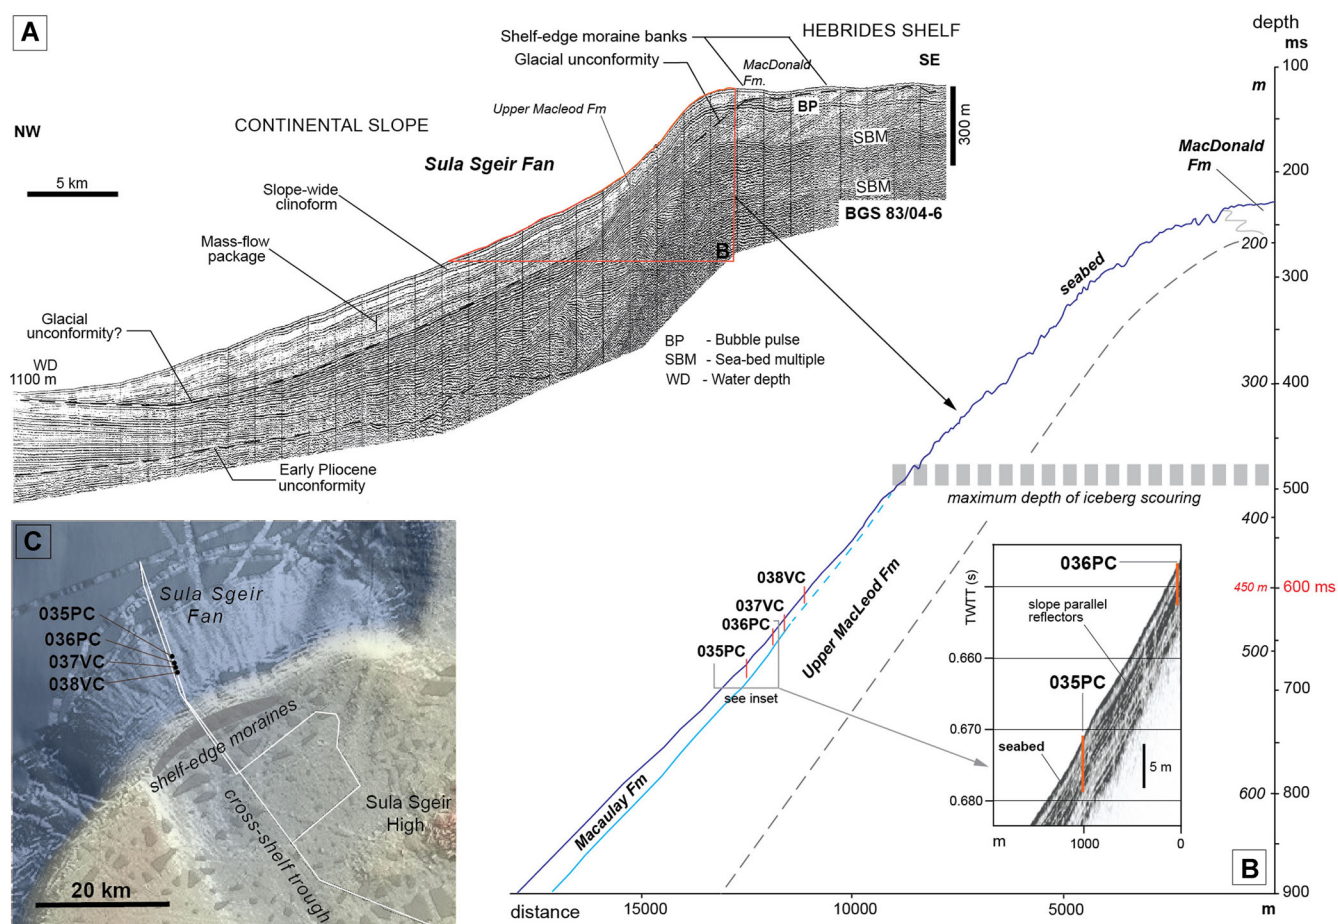 A
Shelf-edge moraine banks
HEBRIDES SHELF
Glacial unconformity
MacDonald
Fm.
SE
BP
Upper Macleod Fm
NW
CONTINENTAL SLOPE
SBM
300 m
Sula Sgeir Fan
5 km
Slope-wide
clinoform
SBM
BGS 83/04-6
B
Mass-flow
package
Glacial
unconformity?
BP - Bubble pulse
SBM - Sea-bed multiple
WD - Water depth
WD
1100 m
Early Pliocene
unconformity
depth
ms
m
100
200
MacDonald
Fm
200
300
seabed
300
400
maximum depth of iceberg scouring
500
400
450 m
600 ms
500
700
600
800
900
038VC
037VC
036PC
035PC
see inset
Upper MacLeod Fm
Macaulay Fm
TWTT (s)
036PC
slope parallel
reflectors
0.660
035PC
0.670
seabed
5 m
0.680
m
1000
0
B
distance
15000
10000
5000
m
C
Sula Sgeir
Fan
035PC
036PC
037VC
038VC
shelf-edge moraines
cross-shelf trough
Sula Sgeir
High
20 km